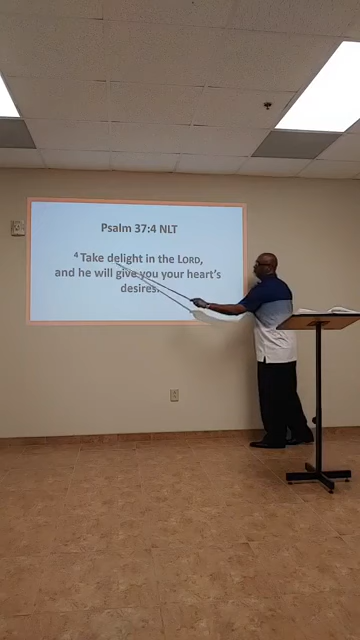 Psalm 37:4 NLT
4 Take delight in the LORD,
and he will give you your heart's
desires.